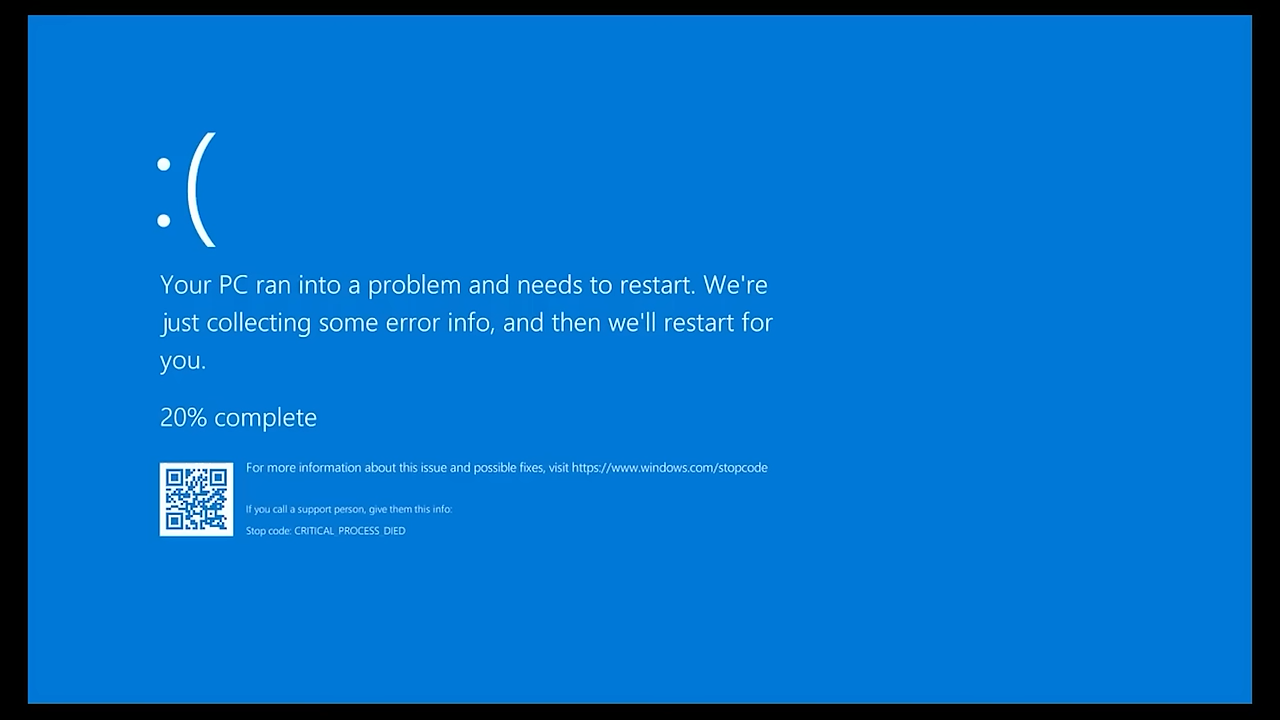 :(
Your PC ran into a problem and needs to restart. We're
just collecting some error info, and then we'll restart for
you.
20% complete
For more information about this issue and possible fixes, visit https://www.windows.com/stopcode
If you call a support person, give them this info:
Stop code: CRITICAL_PROCESS_DIED